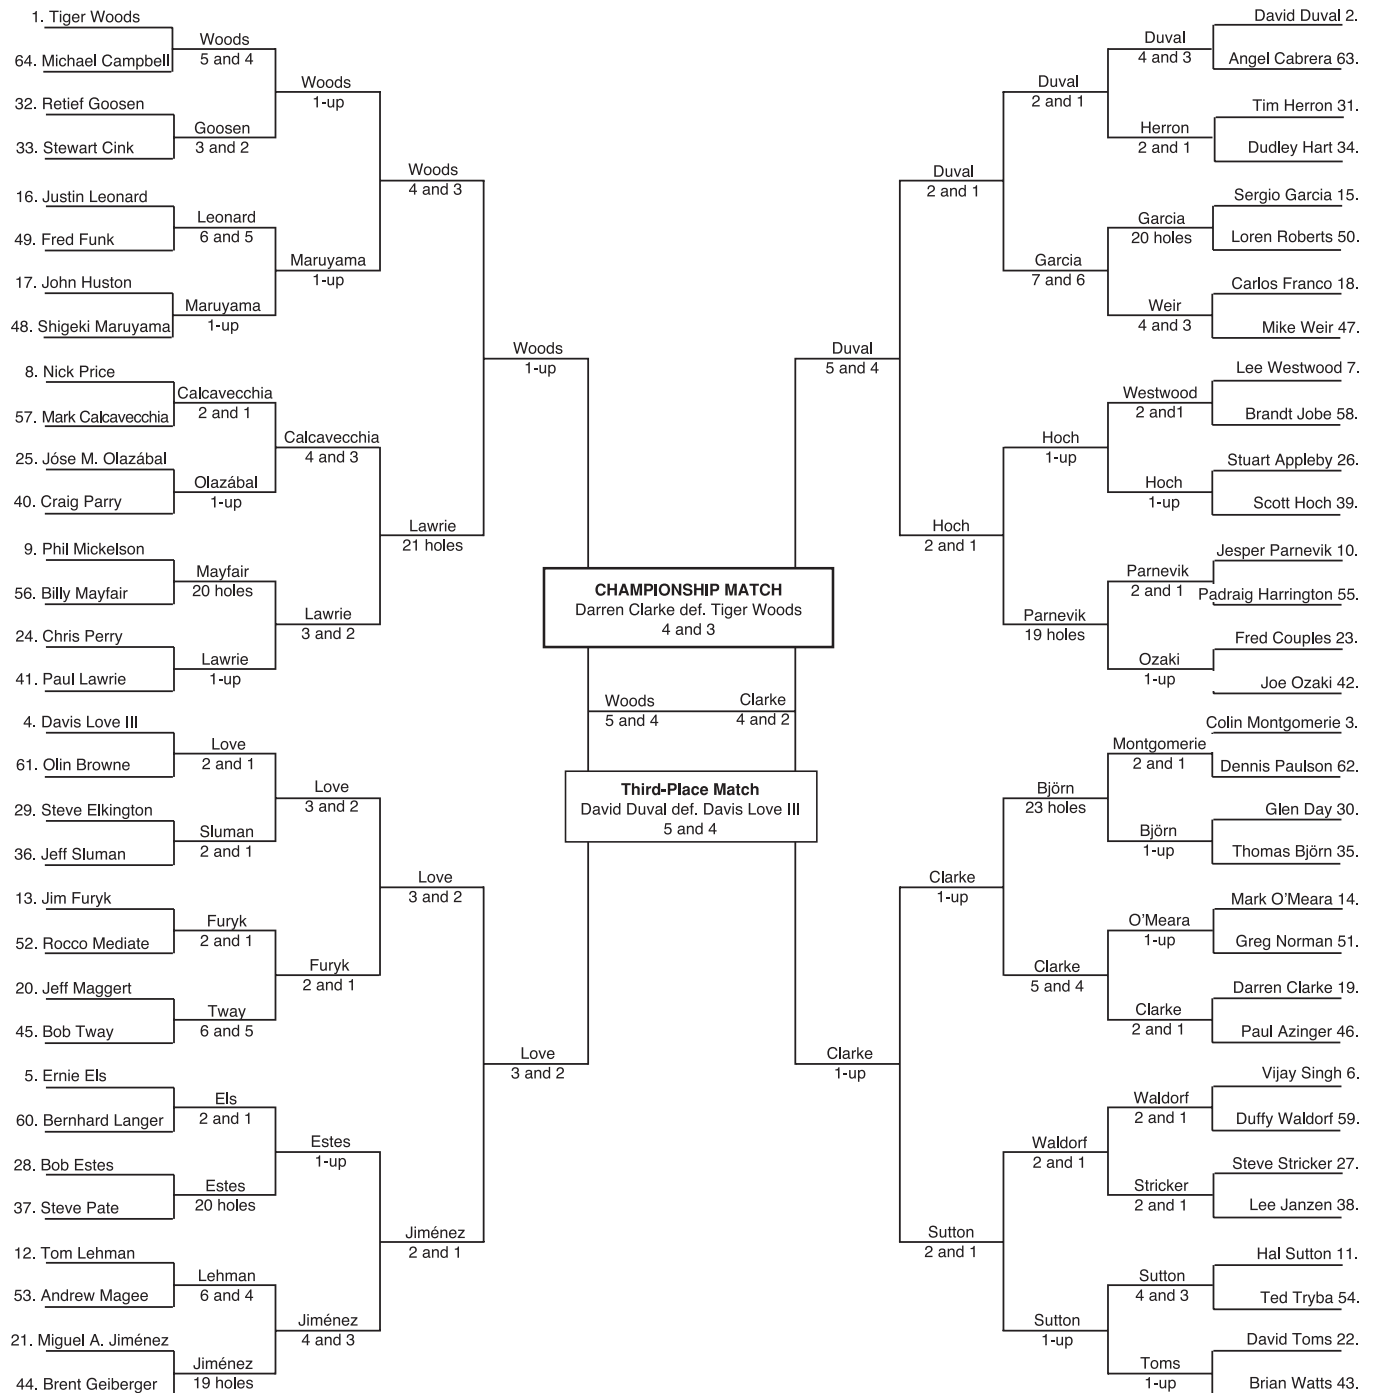 1. Tiger Woods
64. Michael Campbell
32. Retief Goosen
33. Stewart Cink
16. Justin Leonard
49. Fred Funk
17. John Huston
48. Shigeki Maruyama
8. Nick Price
57. Mark Calcavecchia
25. Jóse M. Olazábal
40. Craig Parry
9. Phil Mickelson
56. Billy Mayfair
24. Chris Perry
41. Paul Lawrie
4. Davis Love III
61. Olin Browne
29. Steve Elkington
36. Jeff Sluman
13. Jim Furyk
52. Rocco Mediate
20. Jeff Maggert
45. Bob Tway
5. Ernie Els
60. Bernhard Langer
28. Bob Estes
37. Steve Pate
12. Tom Lehman
53. Andrew Magee
21. Miguel A. Jiménez
44. Brent Geiberger
Woods
5 and 4
Goosen
3 and 2
Leonard
6 and 5
Maruyama
1-up
Calcavecchia
2 and 1
Olazábal
1-up
Mayfair
20 holes
Lawrie
1-up
Love
2 and 1
Sluman
2 and 1
Furyk
2 and 1
Tway
6 and 5
Els
2 and 1
Estes
20 holes
Lehman
6 and 4
Jiménez
19 holes
Woods
1-up
Maruyama
1-up
Calcavecchia
4 and 3
Lawrie
3 and 2
Love
3 and 2
Furyk
2 and 1
Estes
1-up
Jiménez
4 and 3
Woods
4 and 3
Lawrie
21 holes
Love
3 and 2
Jiménez
2 and 1
Woods
1-up
Love
3 and 2
CHAMPIONSHIP MATCH
Darren Clarke def. Tiger Woods
4 and 3
Woods
5 and 4
Clarke
4 and 2
Third-Place Match
David Duval def. Davis Love III
5 and 4
Duval
5 and 4
Clarke
1-up
Duval
2 and 1
Hoch
2 and 1
Clarke
1-up
Sutton
2 and 1
Duval
2 and 1
Garcia
7 and 6
Hoch
1-up
Parnevik
19 holes
Björn
23 holes
Clarke
5 and 4
Waldorf
2 and 1
Sutton
1-up
Duval
4 and 3
Herron
2 and 1
Garcia
20 holes
Weir
4 and 3
Westwood
2 and1
Hoch
1-up
Parnevik
2 and 1
Ozaki
1-up
Montgomerie
2 and 1
Björn
1-up
O'Meara
1-up
Clarke
2 and 1
Waldorf
2 and 1
Stricker
2 and 1
Sutton
4 and 3
Toms
1-up
David Duval 2.
Angel Cabrera 63.
Tim Herron 31.
Dudley Hart 34.
Sergio Garcia 15.
Loren Roberts 50.
Carlos Franco 18.
Mike Weir 47.
Lee Westwood 7.
Brandt Jobe 58.
Stuart Appleby 26.
Scott Hoch 39.
Jesper Parnevik 10.
Padraig Harrington 55.
Fred Couples 23.
Joe Ozaki 42.
Colin Montgomerie 3.
Dennis Paulson 62.
Glen Day 30.
Thomas Björn 35.
Mark O'Meara 14.
Greg Norman 51.
Darren Clarke 19.
Paul Azinger 46.
Vijay Singh 6.
Duffy Waldorf 59.
Steve Stricker 27.
Lee Janzen 38.
Hal Sutton 11.
Ted Tryba 54.
David Toms 22.
Brian Watts 43.